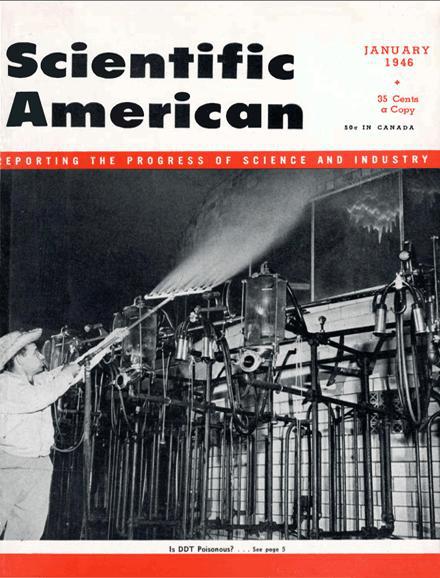 Scientific
American
JANUARY
1946
35 Cents
a Copy
50¢ IN CANADA
REPORTING THE PROGRESS OF SCIENCE AND INDUSTRY
Is DDT Poisonous? . . . See page 5